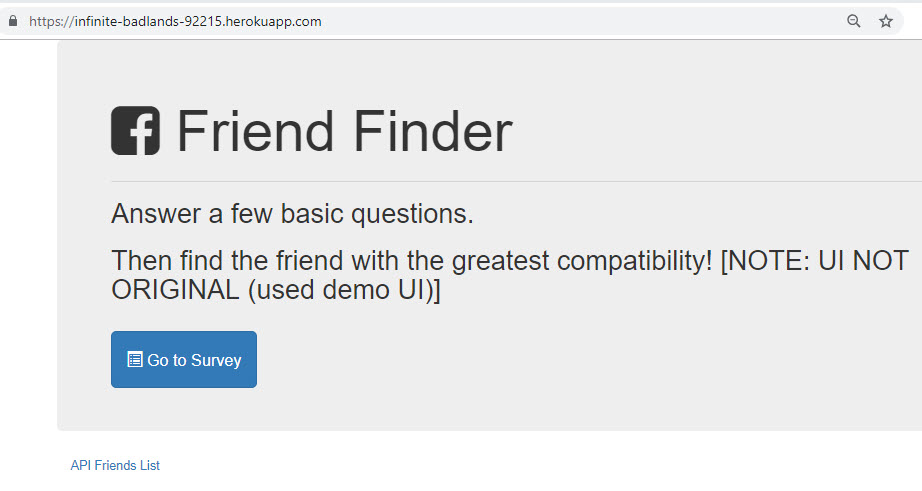 https://infinite-badlands-92215.herokuapp.com
Friend Finder
Answer a few basic questions.
Then find the friend with the greatest compatibility! [NOTE: UI NOT
ORIGINAL (used demo UI)]
Go to Survey
API Friends List